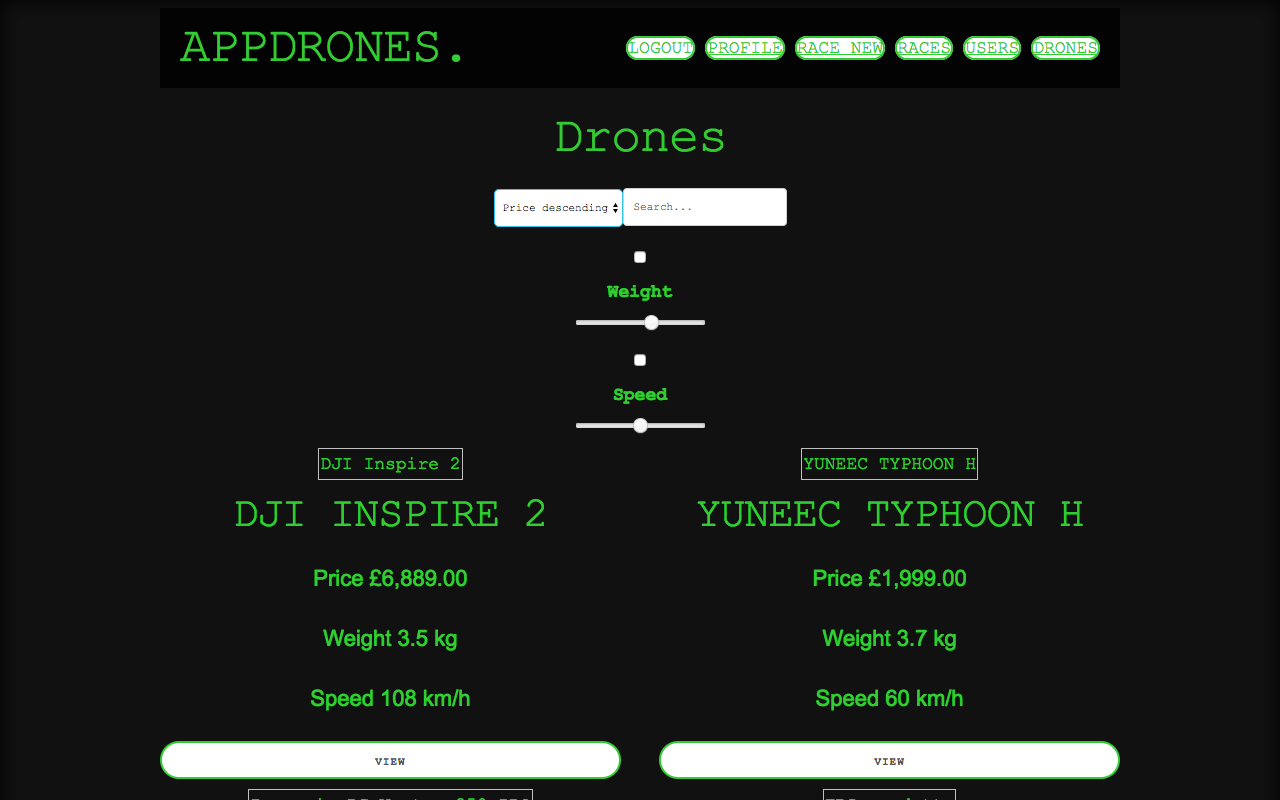 APPDRONES.
LOGOUT PROFILE RACE NEW RACES USERS DRONES
Drones
Price descending Search...
Weight
Speed
DJI Inspire 2 YUNEEC TYPHOON H
DJI INSPIRE 2 YUNEEC TYPHOON H
Price £6,889.00 Price £1,999.00
Weight 3.5 kg Weight 3.7 kg
Speed 108 km/h Speed 60 km/h
VIEW VIEW